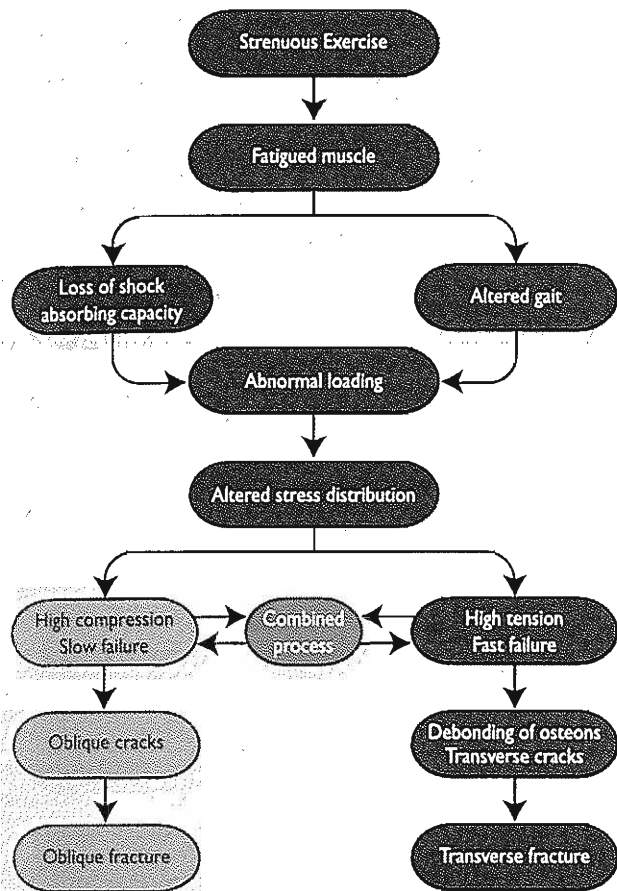 Strenuous Exercise
Fatigued muscle
Loss of shock
absorbing capacity
Altered gait
Abnormal loading
Altered stress distribution
High compression
Slow failure
Combined
process
High tension
Fast failure
Oblique cracks
Debonding of osteons
Transverse cracks
Oblique fracture
Transverse fracture